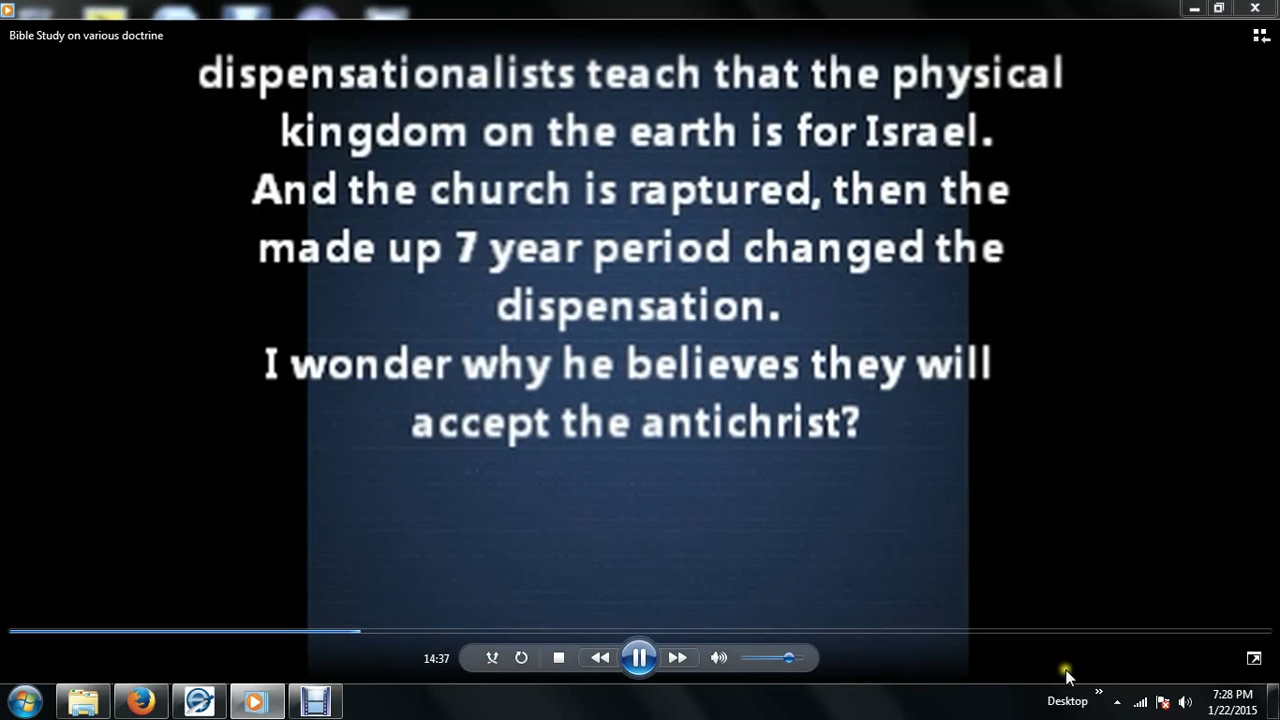 Bible Study on various doctrine
dispensationalists teach that the physical
kingdom on the earth is for Israel.
And the church is raptured, then the
made up 7 year period changed the
dispensation.
I wonder why he believes they will
accept the antichrist?
14:37
Desktop
7:28 PM
1/22/2015